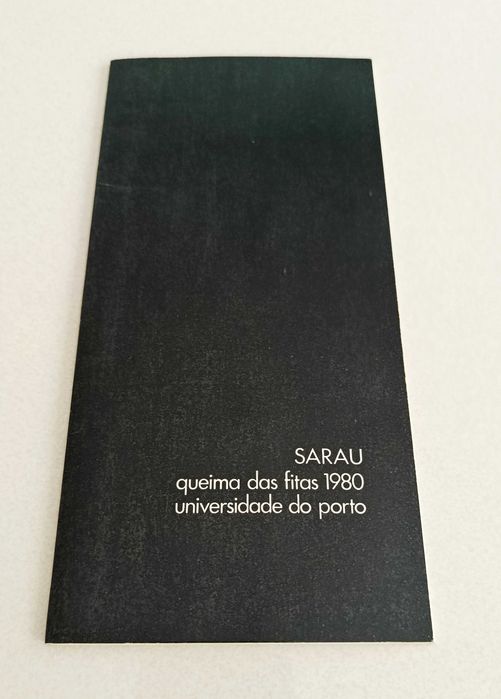 SARAU
queima das fitas 1980
universidade do porto